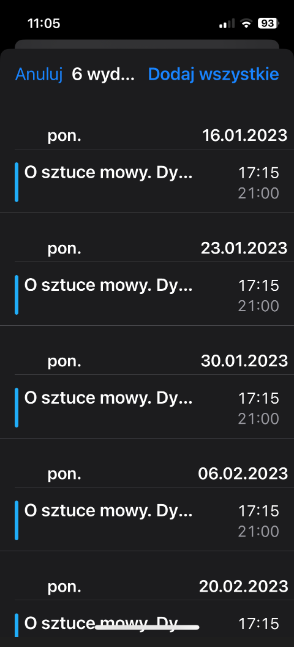 11:05 93
Anuluj 6 wyd... Dodaj wszystkie
pon. 16.01.2023
O sztuce mowy. Dy... 17:15
21:00
pon. 23.01.2023
O sztuce mowy. Dy... 17:15
21:00
pon. 30.01.2023
O sztuce mowy. Dy... 17:15
21:00
pon. 06.02.2023
O sztuce mowy. Dy... 17:15
21:00
pon. 20.02.2023
O sztuce mowy. Dy... 17:15